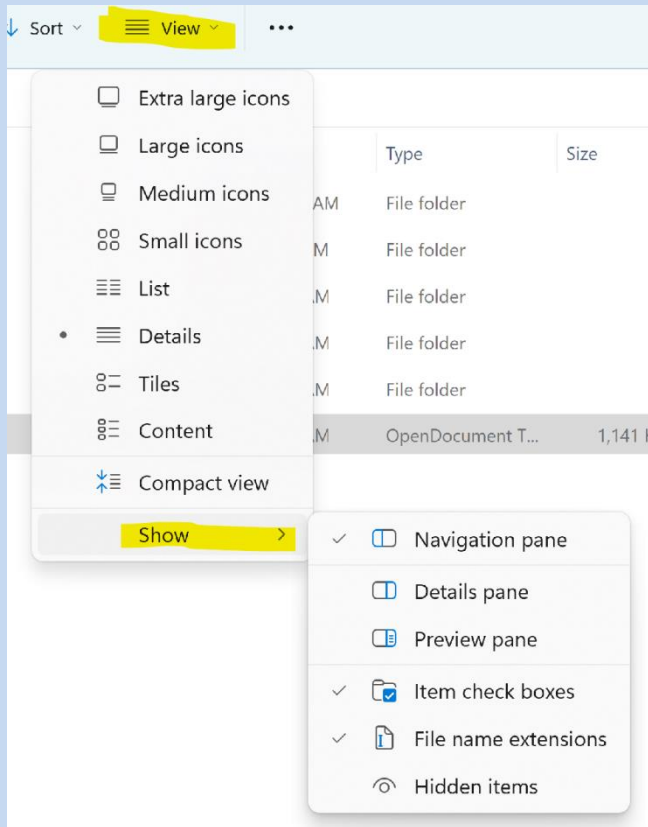 Sort View ...
Extra large icons
Large icons
Type Size
Medium icons
AM File folder
Small icons
M File folder
List
.M File folder
Details
.M File folder
Tiles
.M File folder
Content
.M OpenDocument T... 1,141
Compact view
Show
Navigation pane
Details pane
Preview pane
Item check boxes
File name extensions
Hidden items